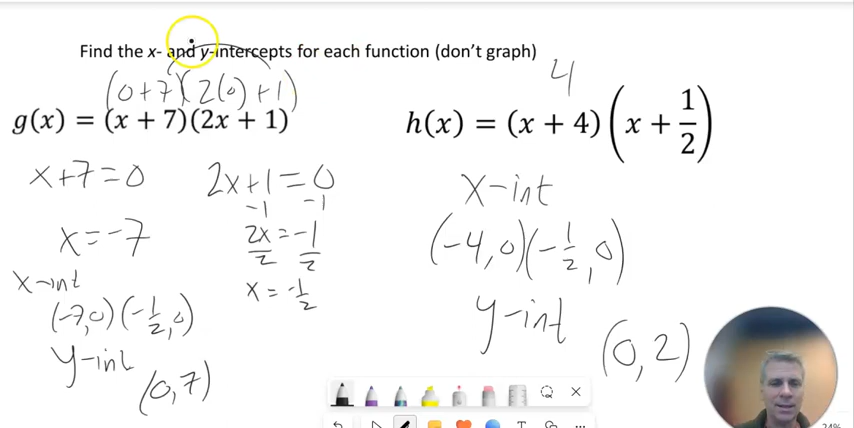 Find the x- and y-intercepts for each function (don't graph)
(0+7)(2(0)+1)
g(x) = (x + 7)(2x + 1)
x+7=0
2x+1=0
-1 -1
x=-7
2x=-1
2 2
x=-1/2
x-int
(-7,0)(-1/2,0)
y-int
(0,7)
4
h(x) = (x + 4)(x + 1/2)
x-int
(-4,0)(-1/2,0)
y-int
(0,2)
24%